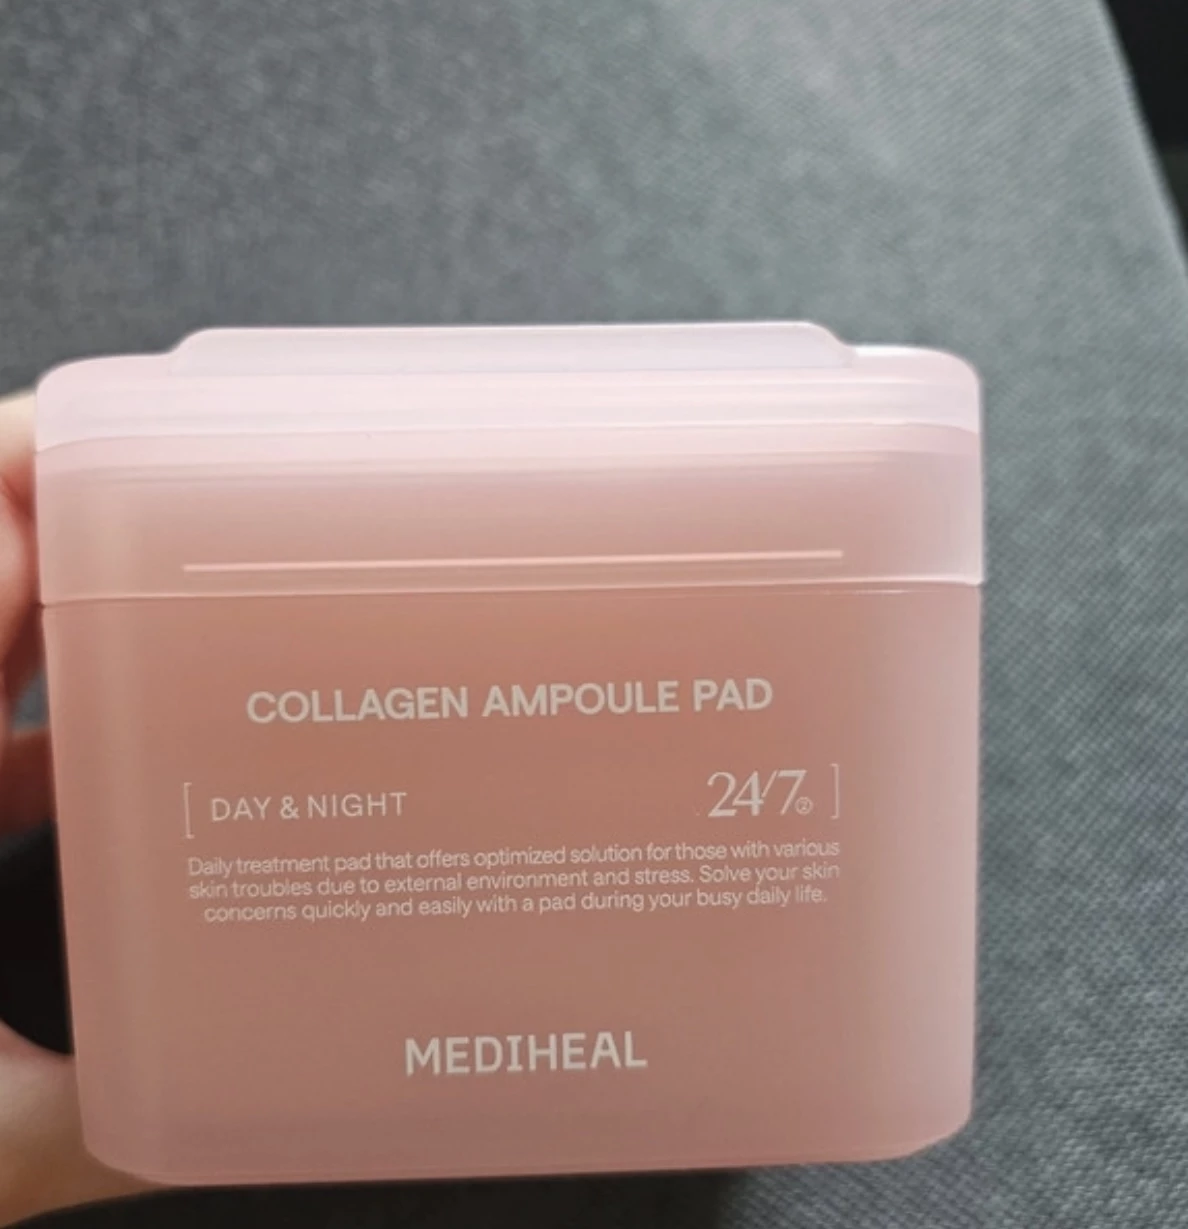 COLLAGEN AMPOULE PAD
[ DAY & NIGHT 24/7 ]
Daily treatment pad that offers optimized solution for those with various
skin troubles due to external environment and stress. Solve your skin
concerns quickly and easily with a pad during your busy daily life.
MEDIHEAL